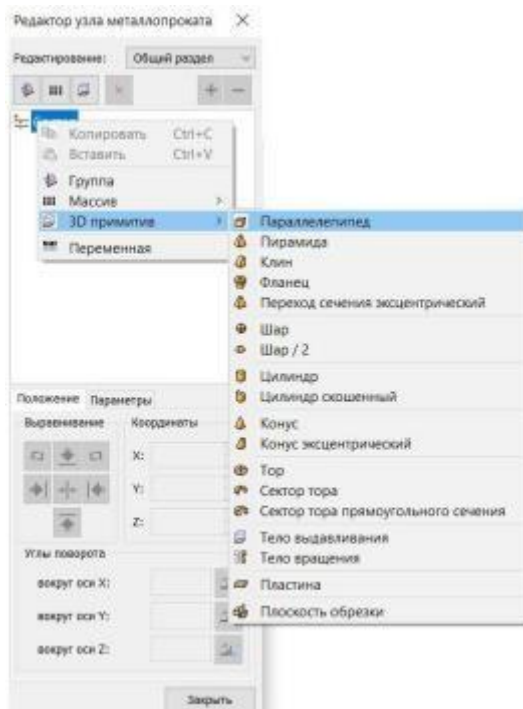 Редактор узла металлопроката
Редактирование: Общий раздел
Копировать Ctrl+C
Вставить Ctrl+V
Группа
Массив
3D примитив
Переменная
Параллелепипед
Пирамида
Клин
Фланец
Переход сечения эксцентрический
Шар
Шар / 2
Цилиндр
Цилиндр скошенный
Конус
Конус эксцентрический
Тор
Сектор тора
Сектор тора прямоугольного сечения
Тело выдавливания
Тело вращения
Пластина
Плоскость обрезки
Положение Параметры
Выравнивание Координаты
X:
Y:
Z:
Углы поворота
вокруг оси X:
вокруг оси Y:
вокруг оси Z:
Закрыть